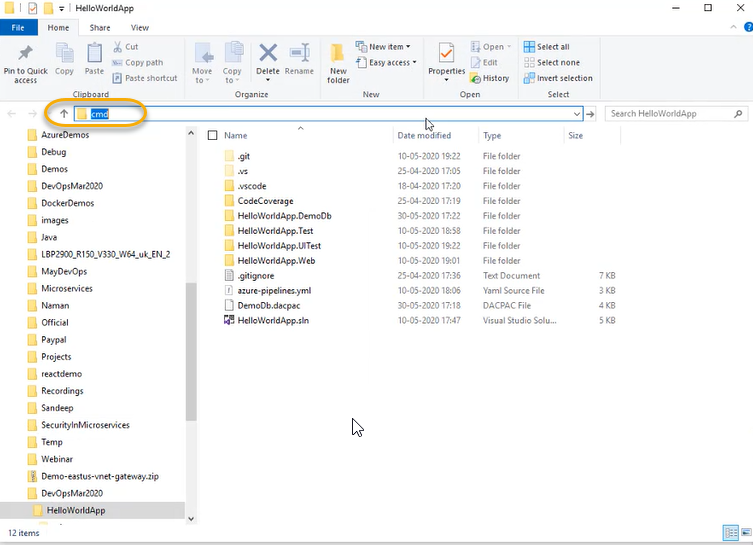 HelloWorldApp
File Home Share View
Pin to Quick access
Copy
Paste
Cut
Copy path
Paste shortcut
Clipboard
Move to
Copy to
Delete
Rename
Organize
New folder
New item
Easy access
New
Properties
Open
Edit
History
Open
Select all
Select none
Invert selection
Select
cmd
Search HelloWorldApp
AzureDemos
Debug
Demos
DevOpsMar2020
DockerDemos
images
Java
LBP2900_R150_V330_W64_uk_EN_2
MayDevOps
Microservices
Naman
Official
Paypal
Projects
reactdemo
Recordings
Sandeep
SecurityInMicroservices
Temp
Webinar
Demo-eastus-vnet-gateway.zip
DevOpsMar2020
HelloWorldApp
Name Date modified Type Size
.git 10-05-2020 19:22 File folder
.vs 25-04-2020 17:05 File folder
.vscode 18-04-2020 17:20 File folder
CodeCoverage 25-04-2020 17:19 File folder
HelloWorldApp.DemoDb 30-05-2020 17:22 File folder
HelloWorldApp.Test 10-05-2020 18:58 File folder
HelloWorldApp.UITest 10-05-2020 19:22 File folder
HelloWorldApp.Web 10-05-2020 19:01 File folder
.gitignore 25-04-2020 17:36 Text Document 7 KB
azure-pipelines.yml 10-05-2020 18:06 Yaml Source File 3 KB
DemoDb.dacpac 30-05-2020 17:18 DACPAC File 4 KB
HelloWorldApp.sln 10-05-2020 17:47 Visual Studio Solu... 5 KB
12 items